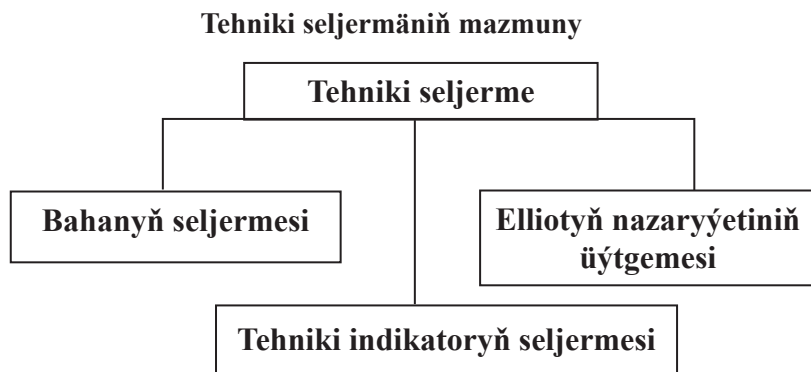 Tehniki seljermäniň mazmuny
Tehniki seljerme
Bahanyň seljermesi
Elliotyň nazaryýetiniň
üýtgemesi
Tehniki indikatoryň seljermesi